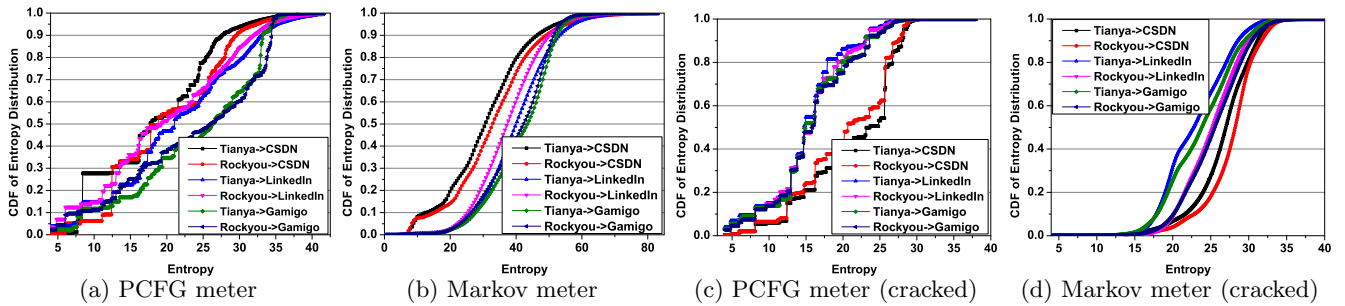 CDF of Entropy Distribution
1.0
0.9
0.8
0.7
0.6
0.5
0.4
0.3
0.2
0.1
0.0
5 10 15 20 25 30 35 40
Entropy
Tianya->CSDN
Rockyou->CSDN
Tianya->LinkedIn
Rockyou->LinkedIn
Tianya->Gamigo
Rockyou->Gamigo
(a) PCFG meter
CDF of Entropy Distribution
1.0
0.9
0.8
0.7
0.6
0.5
0.4
0.3
0.2
0.1
0.0
0 20 40 60 80
Entropy
Tianya->CSDN
Rockyou->CSDN
Tianya->LinkedIn
Rockyou->LinkedIn
Tianya->Gamigo
Rockyou->Gamigo
(b) Markov meter
CDF of Entropy Distribution
1.0
0.8
0.6
0.4
0.2
0.0
5 10 15 20 25 30 35 40
Entropy
Tianya->CSDN
Rockyou->CSDN
Tianya->LinkedIn
Rockyou->LinkedIn
Tianya->Gamigo
Rockyou->Gamigo
(c) PCFG meter (cracked)
CDF of Entropy Distribution
1.0
0.8
0.6
0.4
0.2
0.0
5 10 15 20 25 30 35 40
Entropy
Tianya->CSDN
Rockyou->CSDN
Tianya->LinkedIn
Rockyou->LinkedIn
Tianya->Gamigo
Rockyou->Gamigo
(d) Markov meter (cracked)